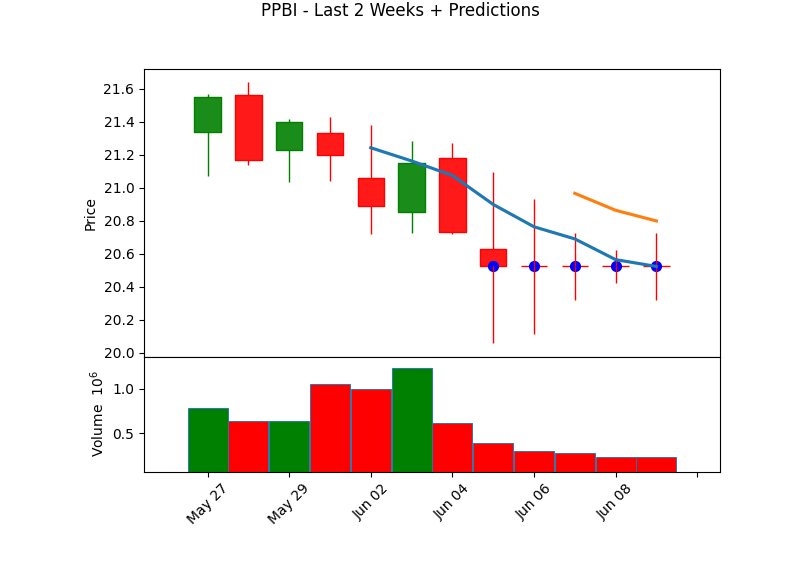 PPBI - Last 2 Weeks + Predictions
Price
21.6
21.4
21.2
21.0
20.8
20.6
20.4
20.2
20.0
Volume 10^6
1.0
0.5
May 27
May 29
Jun 02
Jun 04
Jun 06
Jun 08